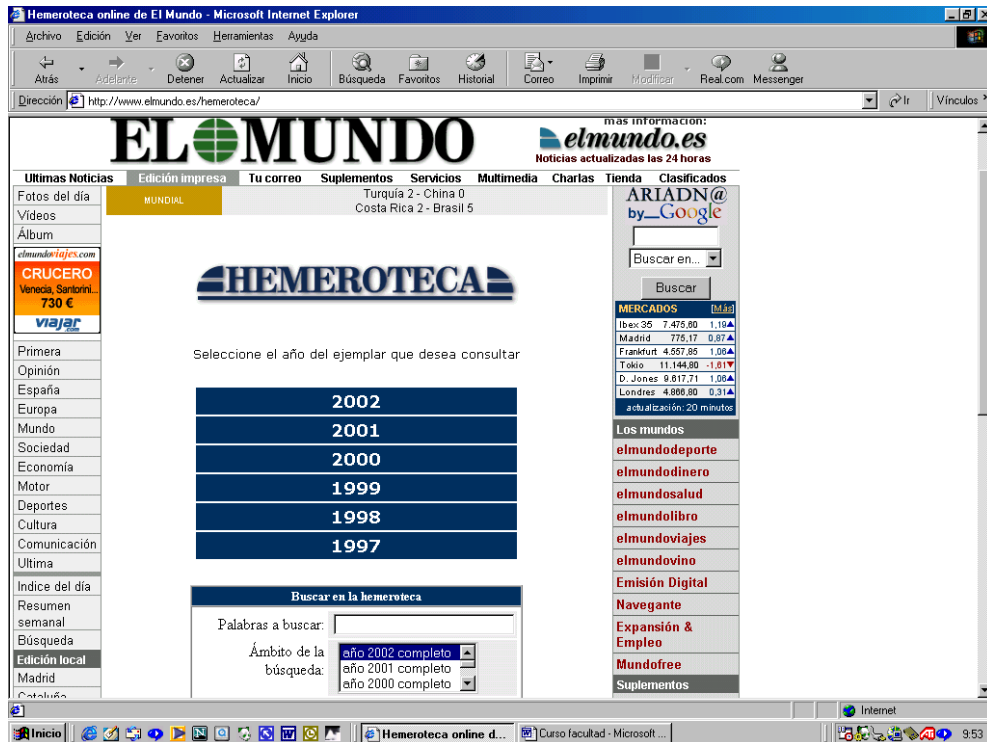 Hemeroteca online de El Mundo - Microsoft Internet Explorer
Archivo Edición Ver Favoritos Herramientas Ayuda
Atrás Adelante Detener Actualizar Inicio Búsqueda Favoritos Historial Correo Imprimir Modificar Real.com Messenger
Dirección http://www.elmundo.es/hemeroteca/ Ir Vínculos
EL MUNDO
más información:
elmundo.es
Noticias actualizadas las 24 horas
Ultimas Noticias Edición impresa Tu correo Suplementos Servicios Multimedia Charlas Tienda Clasificados
Fotos del día
Vídeos
Álbum
elmundoviajes.com
CRUCERO
Venecia, Santorini...
730 €
viajar
.com
Primera
Opinión
España
Europa
Mundo
Sociedad
Economía
Motor
Deportes
Cultura
Comunicación
Ultima
Indice del día
Resumen
semanal
Búsqueda
Edición local
Madrid
Cataluña
MUNDIAL
Turquía 2 - China 0
Costa Rica 2 - Brasil 5
HEMEROTECA
Seleccione el año del ejemplar que desea consultar
2002
2001
2000
1999
1998
1997
Buscar en la hemeroteca
Palabras a buscar:
Ámbito de la
búsqueda:
año 2002 completo
año 2001 completo
año 2000 completo
ARIADN@
by Google
Buscar en...
Buscar
MERCADOS [Más]
Ibex 35 7.475,60 1,19
Madrid 775,17 0,87
Frankfurt 4.557,85 1,06
Tokio 11.144,80 -1,61
D. Jones 9.617,71 1,06
Londres 4.866,80 0,31
actualización: 20 minutos
Los mundos
elmundodeporte
elmundodinero
elmundosalud
elmundolibro
elmundoviajes
elmundovino
Emisión Digital
Navegante
Expansión &
Empleo
Mundofree
Suplementos
Internet
Inicio Hemeroteca online d... Curso facultad - Microsoft ... 9:53